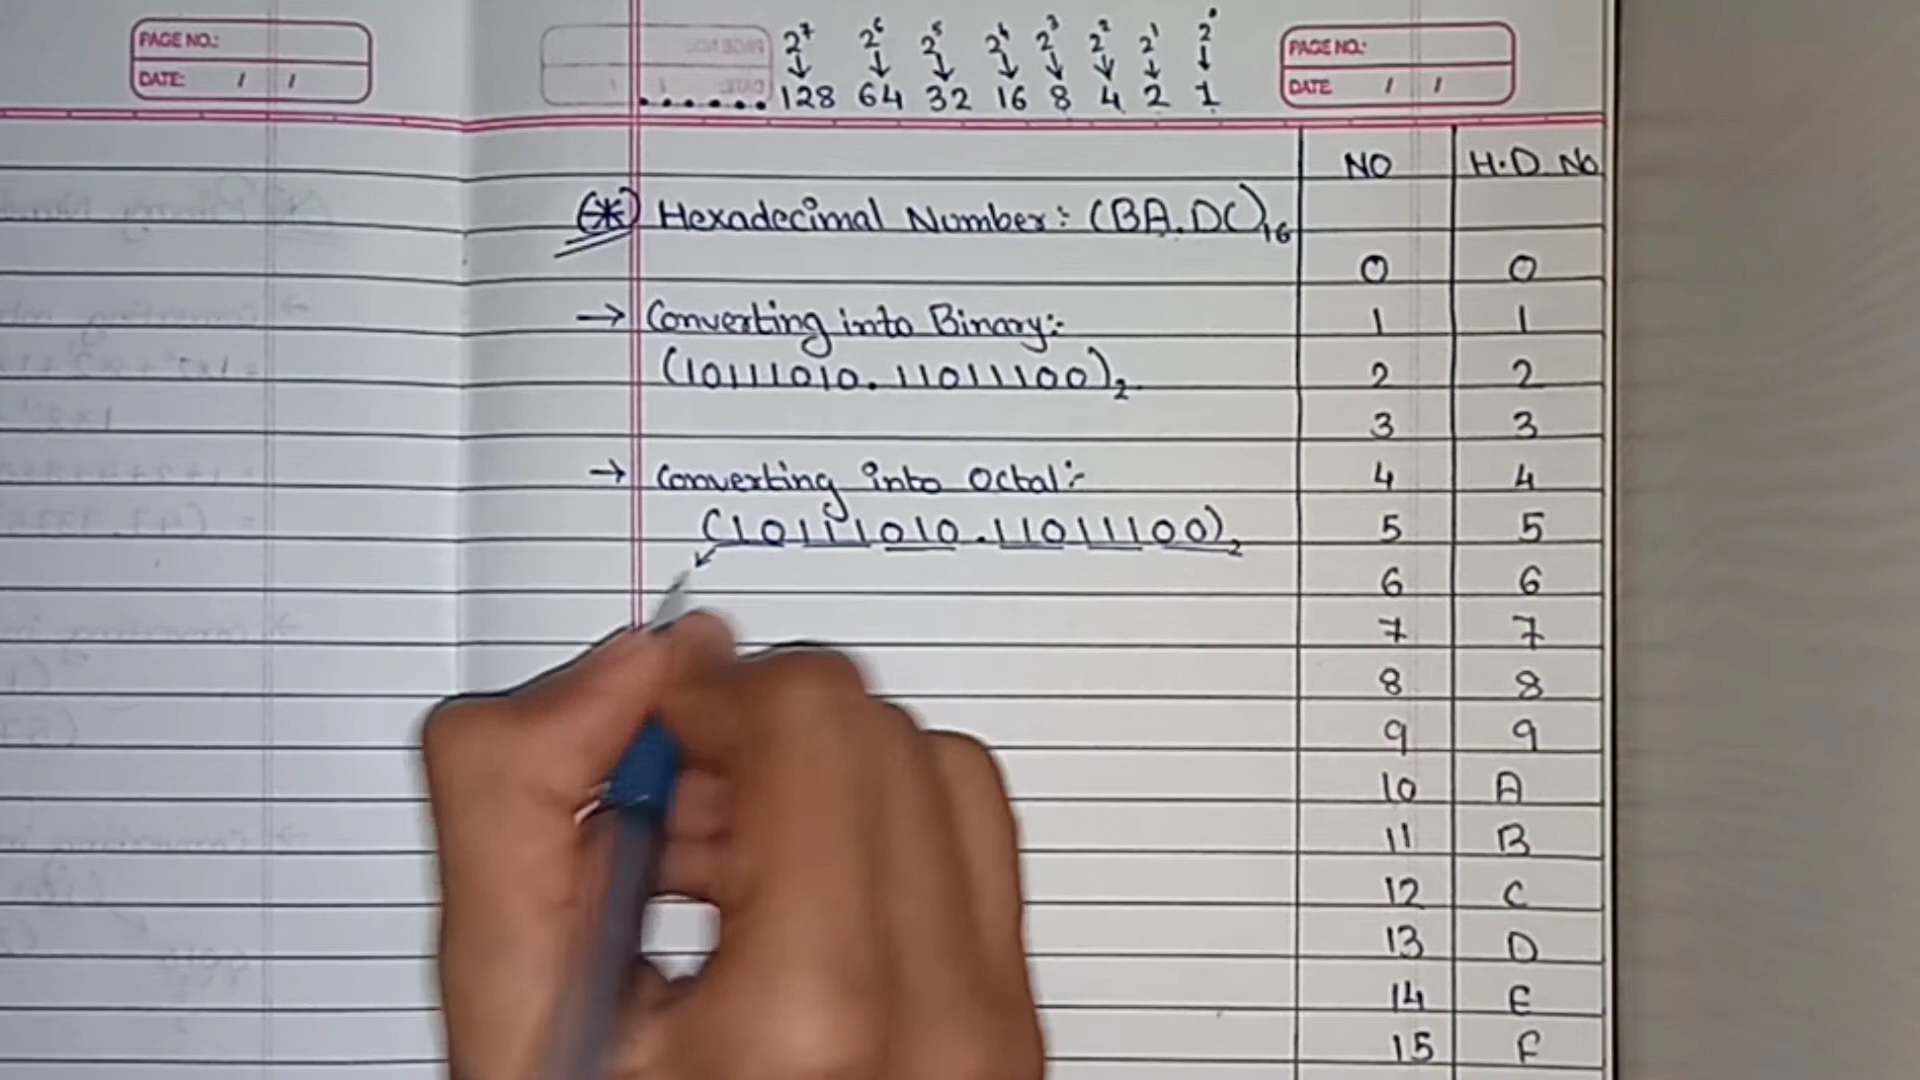 PAGE NO.:
DATE: / /
2⁷ 2⁶ 2⁵ 2⁴ 2³ 2² 2¹ 2⁰
↓ ↓ ↓ ↓ ↓ ↓ ↓ ↓
...... 128 64 32 16 8 4 2 1
PAGE NO.:
DATE / /
NO H.D. No
(*) Hexadecimal Number:- (BA.DC)₁₆
0 0
→ Converting into Binary:-
1 1
(10111010.11011100)₂
2 2
3 3
→ Converting into Octal:-
4 4
(10111010.11011100)₂
5 5
6 6
7 7
8 8
9 9
10 A
11 B
12 C
13 D
14 E
15 F